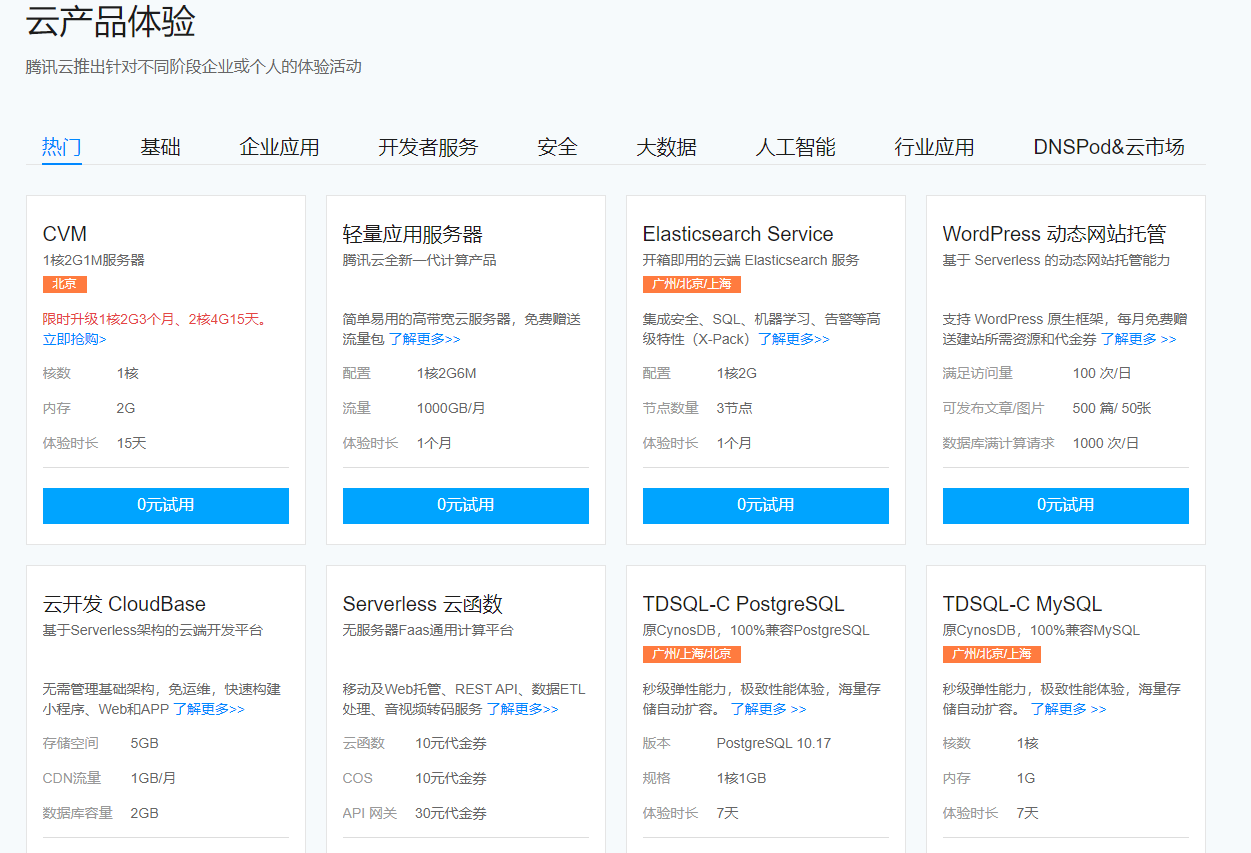 云产品体验
腾讯云推出针对不同阶段企业或个人的体验活动
热门 基础 企业应用 开发者服务 安全 大数据 人工智能 行业应用 DNSPod&云市场
CVM
1核2G1M服务器
北京
限时升级1核2G3个月、2核4G15天。
立即抢购>
核数 1核
内存 2G
体验时长 15天
0元试用
轻量应用服务器
腾讯云全新一代计算产品
简单易用的高带宽云服务器，免费赠送
流量包 了解更多>>
配置 1核2G6M
流量 1000GB/月
体验时长 1个月
0元试用
Elasticsearch Service
开箱即用的云端 Elasticsearch 服务
广州/北京/上海
集成安全、SQL、机器学习、告警等高
级特性（X-Pack）了解更多>>
配置 1核2G
节点数量 3节点
体验时长 1个月
0元试用
WordPress 动态网站托管
基于 Serverless 的动态网站托管能力
支持 WordPress 原生框架，每月免费赠
送建站所需资源和代金券 了解更多 >>
满足访问量 100 次/日
可发布文章/图片 500 篇/ 50张
数据库满计算请求 1000 次/日
0元试用
云开发 CloudBase
基于Serverless架构的云端开发平台
无需管理基础架构，免运维，快速构建
小程序、Web和APP 了解更多>>
存储空间 5GB
CDN流量 1GB/月
数据库容量 2GB
Serverless 云函数
无服务器Faas通用计算平台
移动及Web托管、REST API、数据ETL
处理、音视频转码服务 了解更多>>
云函数 10元代金券
COS 10元代金券
API 网关 30元代金券
TDSQL-C PostgreSQL
原CynosDB，100%兼容PostgreSQL
广州/上海/北京
秒级弹性能力，极致性能体验，海量存
储自动扩容。 了解更多 >>
版本 PostgreSQL 10.17
规格 1核1GB
体验时长 7天
TDSQL-C MySQL
原CynosDB，100%兼容MySQL
广州/北京/上海
秒级弹性能力，极致性能体验，海量存
储自动扩容。 了解更多 >>
核数 1核
内存 1G
体验时长 7天